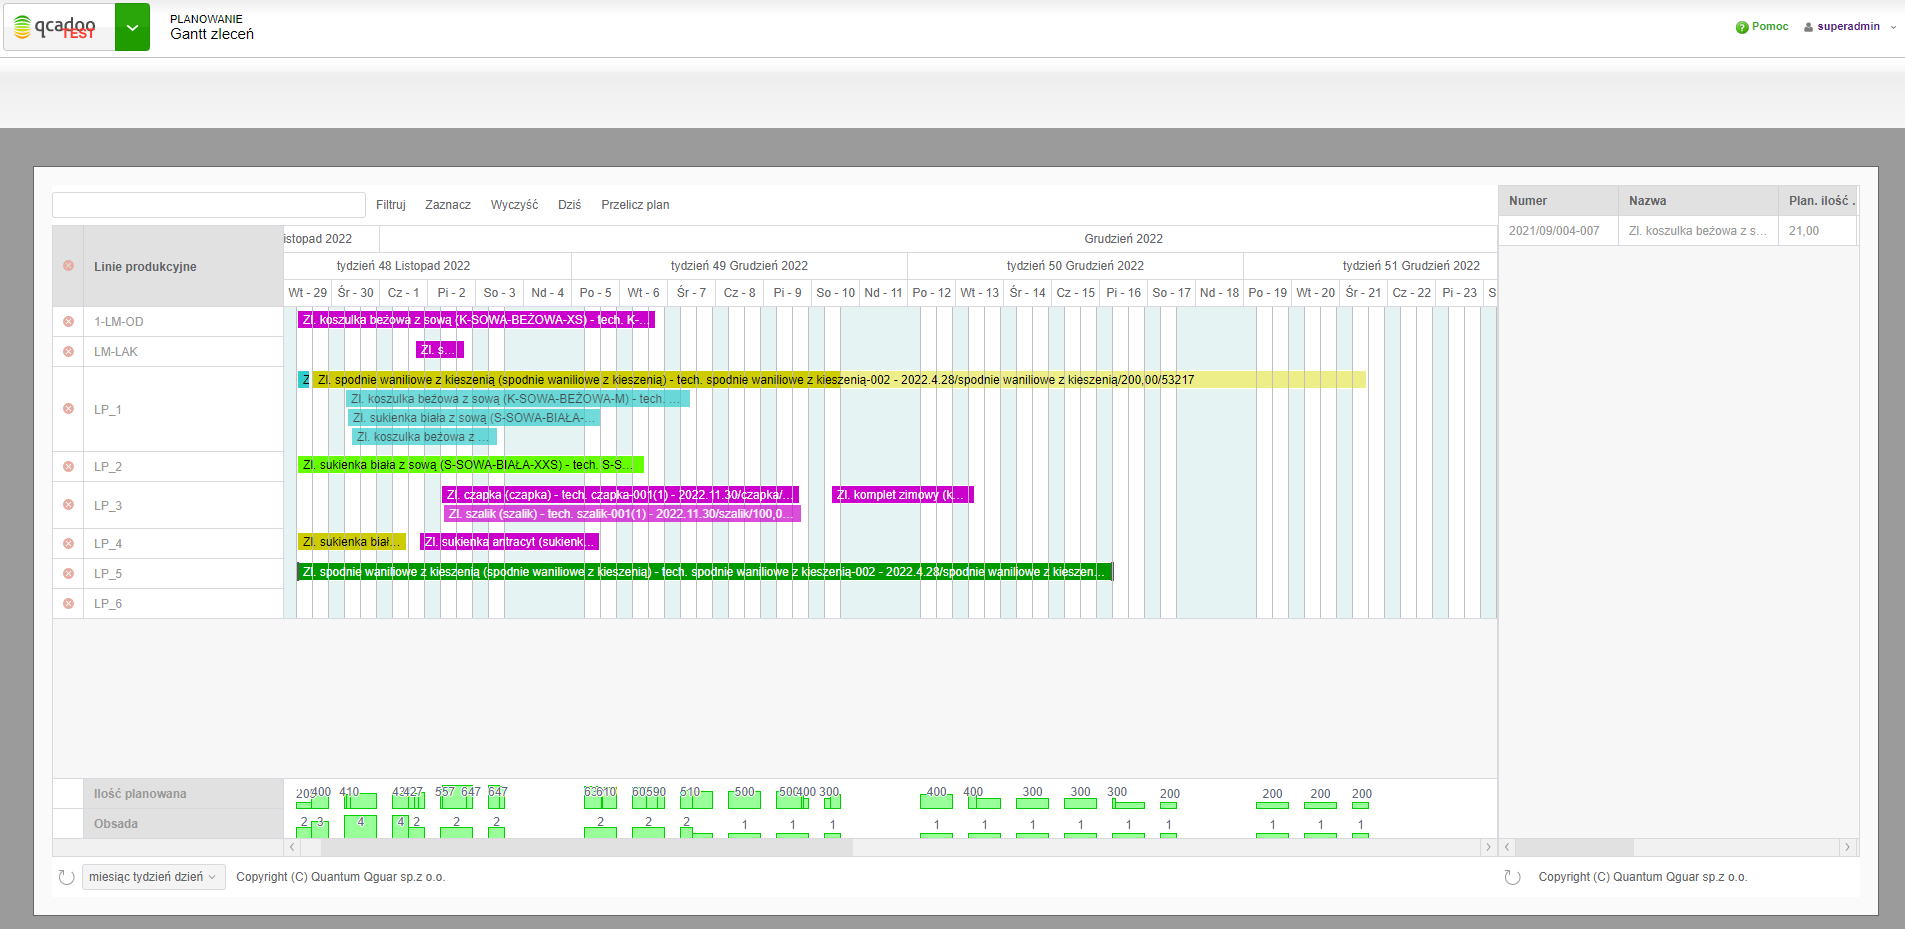 qcadoo
TEST
PLANOWANIE
Gantt zleceń
Pomoc
superadmin
Filtruj Zaznacz Wyczyść Dziś Przelicz plan
Linie produkcyjne
istopad 2022 Grudzień 2022
tydzień 48 Listopad 2022 tydzień 49 Grudzień 2022 tydzień 50 Grudzień 2022 tydzień 51 Grudzień 2022
Wt - 29 Śr - 30 Cz - 1 Pi - 2 So - 3 Nd - 4 Po - 5 Wt - 6 Śr - 7 Cz - 8 Pi - 9 So - 10 Nd - 11 Po - 12 Wt - 13 Śr - 14 Cz - 15 Pi - 16 So - 17 Nd - 18 Po - 19 Wt - 20 Śr - 21 Cz - 22 Pi - 23 S
1-LM-OD Zl. koszulka beżowa z sową (K-SOWA-BEŻOWA-XS) - tech. K-...
LM-LAK Zl. s...
LP_1 Z Zl. spodnie waniliowe z kieszenią (spodnie waniliowe z kieszenią) - tech. spodnie waniliowe z kieszenią-002 - 2022.4.28/spodnie waniliowe z kieszenią/200,00/53217
Zl. koszulka beżowa z sową (K-SOWA-BEŻOWA-M) - tech. ...
Zl. sukienka biała z sową (S-SOWA-BIAŁA-...
Zl. koszulka beżowa z ...
LP_2 Zl. sukienka biała z sową (S-SOWA-BIAŁA-XXS) - tech. S-S...
LP_3 Zl. czapka (czapka) - tech. czapka-001(1) - 2022.11.30/czapka/... Zl. komplet zimowy (k...
Zl. szalik (szalik) - tech. szalik-001(1) - 2022.11.30/szalik/100,0...
LP_4 Zl. sukienka biał... Zl. sukienka antracyt (sukienk...
LP_5 Zl. spodnie waniliowe z kieszenią (spodnie waniliowe z kieszenią) - tech. spodnie waniliowe z kieszenią-002 - 2022.4.28/spodnie waniliowe z kieszen...
LP_6
Ilość planowana 400 410 427 557 647 647 590 510 500 400 300 400 400 300 300 300 200 200 200 200
Obsada 2 3 4 4 2 2 2 2 2 2 1 1 1 1 1 1 1 1 1 1 1 1
miesiąc tydzień dzień Copyright (C) Quantum Qguar sp.z o.o.
Numer Nazwa Plan. ilość .
2021/09/004-007 Zl. koszulka beżowa z s... 21,00
Copyright (C) Quantum Qguar sp.z o.o.